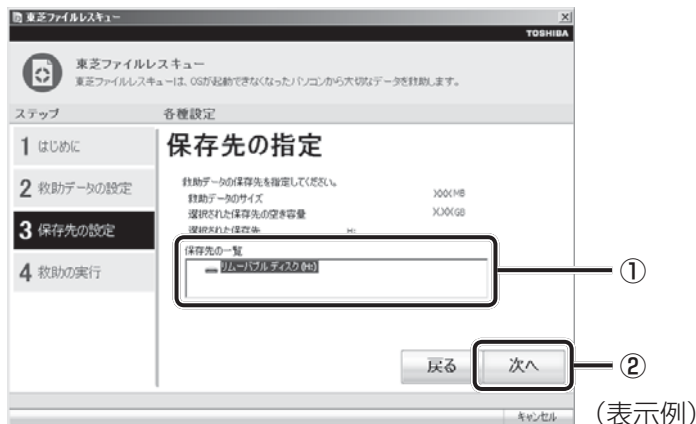 東芝ファイルレスキュー
TOSHIBA
東芝ファイルレスキュー
東芝ファイルレスキューは、OSが起動できなくなったパソコンから大切なデータを救助します。
ステップ
各種設定
1 はじめに
2 救助データの設定
3 保存先の設定
4 救助の実行
保存先の指定
救助データの保存先を指定してください。
救助データのサイズ XXXMB
選択された保存先の空き容量 X.XXGB
選択された保存先 H:
保存先の一覧
リムーバブル ディスク (H:)
①
戻る
次へ
②
キャンセル
（表示例）